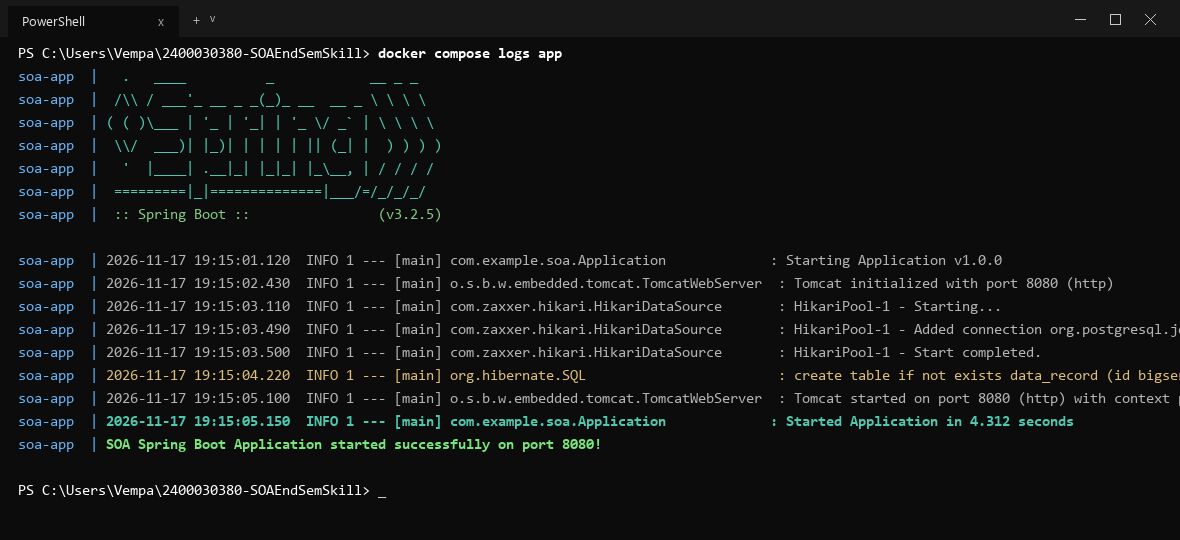 PowerShell x + v
PS C:\Users\Vempa\2400030380-SOAEndSemSkill> docker compose logs app
soa-app  |   .   ____          _            __ _ _
soa-app  |  /\\ / ___'_ __ _ _(_)_ __  __ _ \ \ \ \
soa-app  | ( ( )\___ | '_ | '_| | '_ \/ _` | \ \ \ \
soa-app  |  \\/  ___)| |_)| | | | | || (_| |  ) ) ) )
soa-app  |   '  |____| .__|_| |_|_| |_\__, | / / / /
soa-app  |  =========|_|==============|___/=/_/_/_/
soa-app  |  :: Spring Boot ::                (v3.2.5)
soa-app  | 2026-11-17 19:15:01.120  INFO 1 --- [main] com.example.soa.Application             : Starting Application v1.0.0
soa-app  | 2026-11-17 19:15:02.430  INFO 1 --- [main] o.s.b.w.embedded.tomcat.TomcatWebServer  : Tomcat initialized with port 8080 (http)
soa-app  | 2026-11-17 19:15:03.110  INFO 1 --- [main] com.zaxxer.hikari.HikariDataSource       : HikariPool-1 - Starting...
soa-app  | 2026-11-17 19:15:03.490  INFO 1 --- [main] com.zaxxer.hikari.HikariDataSource       : HikariPool-1 - Added connection org.postgresql.j
soa-app  | 2026-11-17 19:15:03.500  INFO 1 --- [main] com.zaxxer.hikari.HikariDataSource       : HikariPool-1 - Start completed.
soa-app  | 2026-11-17 19:15:04.220  INFO 1 --- [main] org.hibernate.SQL                        : create table if not exists data_record (id bigse
soa-app  | 2026-11-17 19:15:05.100  INFO 1 --- [main] o.s.b.w.embedded.tomcat.TomcatWebServer  : Tomcat started on port 8080 (http) with context
soa-app  | 2026-11-17 19:15:05.150  INFO 1 --- [main] com.example.soa.Application             : Started Application in 4.312 seconds
soa-app  | SOA Spring Boot Application started successfully on port 8080!
PS C:\Users\Vempa\2400030380-SOAEndSemSkill> _